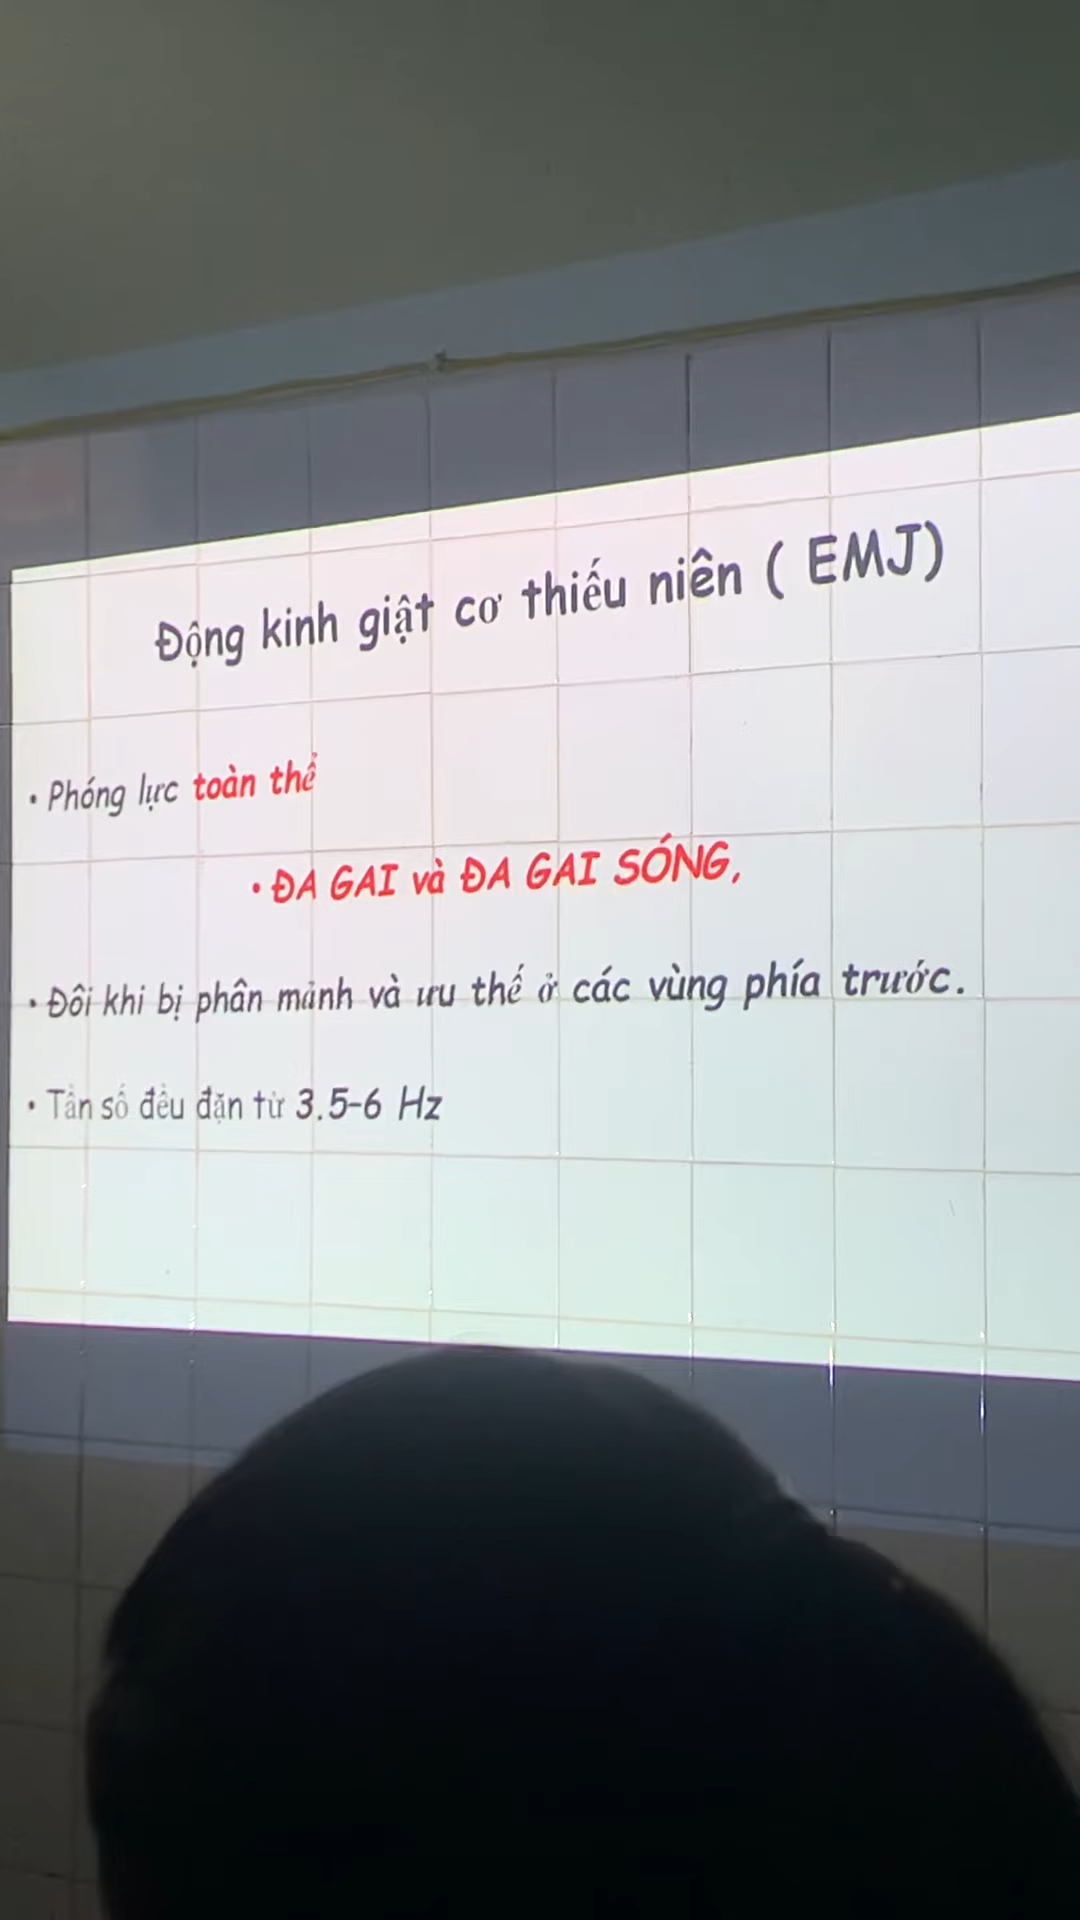 Động kinh giật cơ thiếu niên ( EMJ)
• Phóng lực toàn thể
• ĐA GAI và ĐA GAI SÓNG,
• Đôi khi bị phân mảnh và ưu thế ở các vùng phía trước.
• Tần số đều đặn từ 3.5-6 Hz